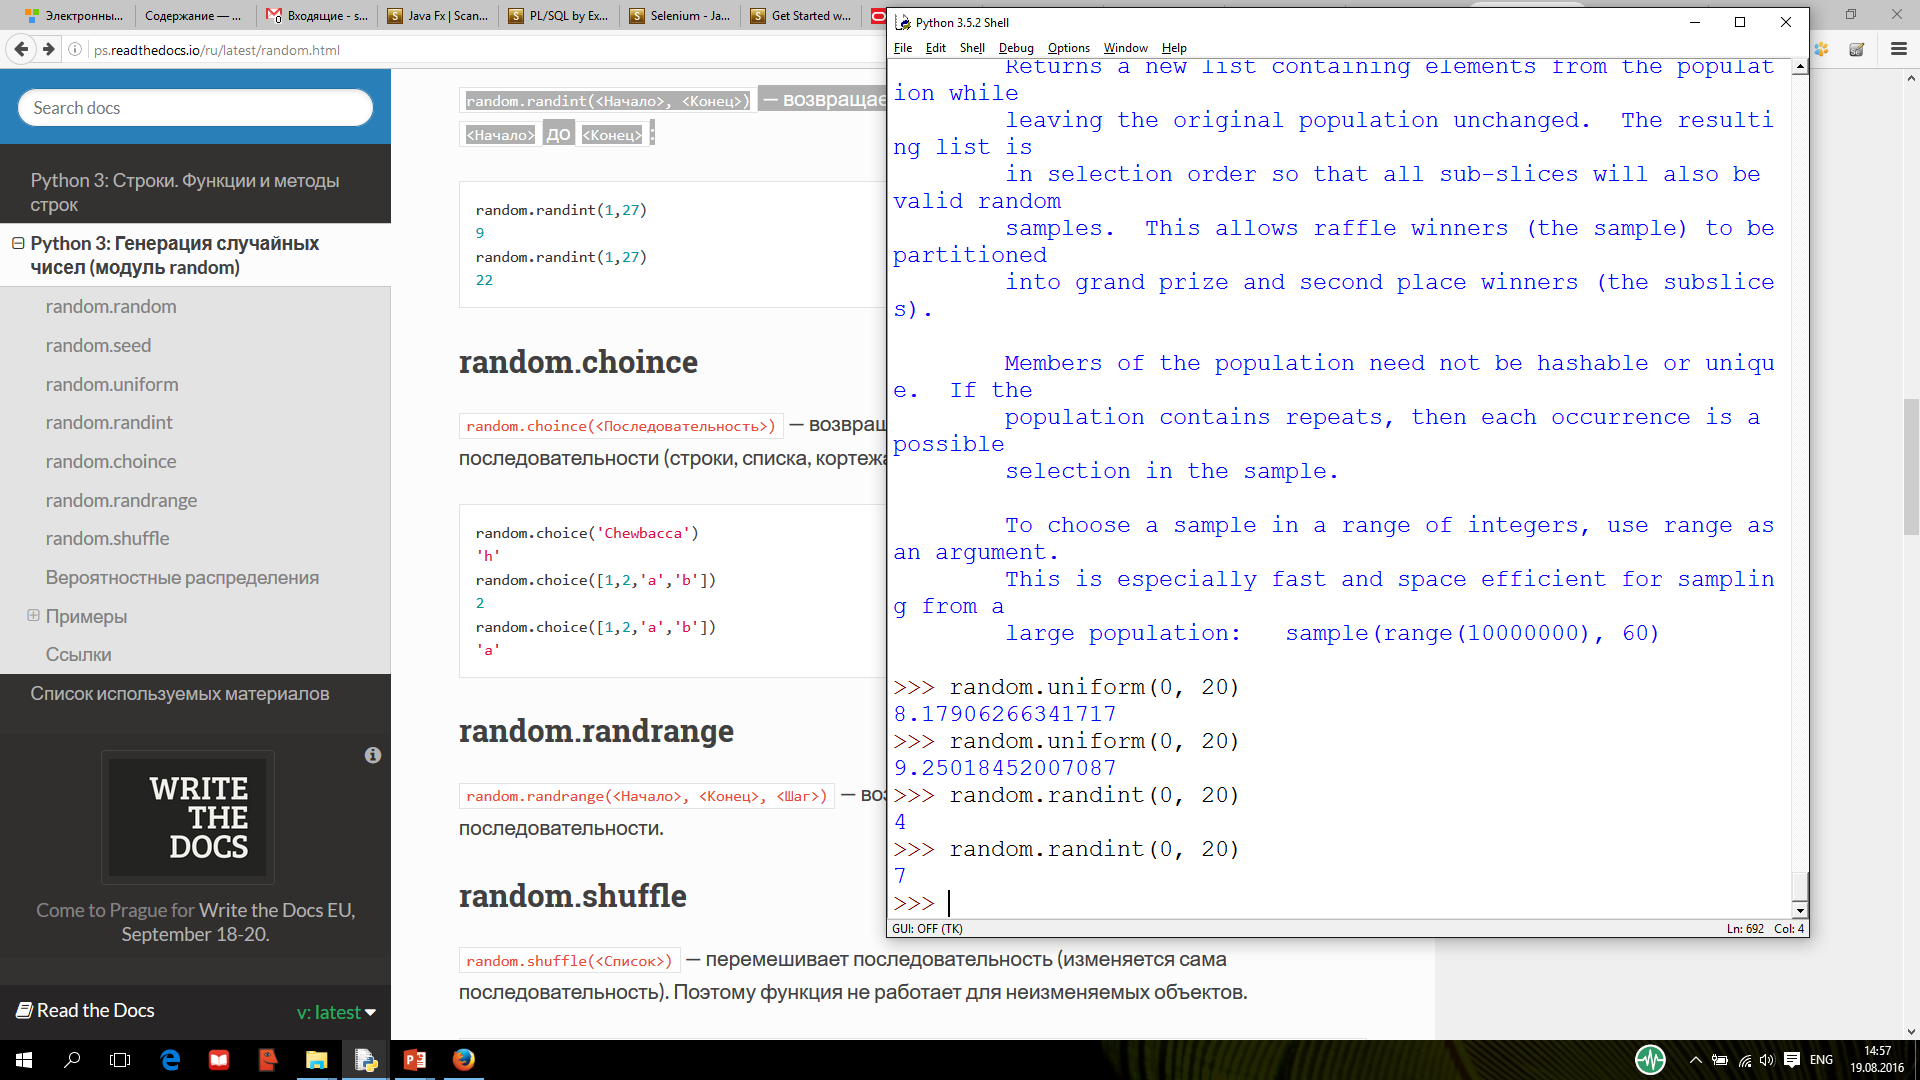 Электронны...
Содержание — ...
Входящие - s...
Java Fx | Scan...
PL/SQL by Ex...
Selenium - Ja...
Get Started w...
ps.readthedocs.io/ru/latest/random.html
Search docs
Python 3: Строки. Функции и методы
строк
Python 3: Генерация случайных
чисел (модуль random)
random.random
random.seed
random.uniform
random.randint
random.choince
random.randrange
random.shuffle
Вероятностные распределения
Примеры
Ссылки
Список используемых материалов
WRITE
THE
DOCS
Come to Prague for Write the Docs EU,
September 18-20.
Read the Docs
v: latest
random.randint(<Начало>, <Конец>) — возвращае
<Начало> до <Конец> :
random.randint(1,27)
9
random.randint(1,27)
22
random.choince
random.choince(<Последовательность>) — возвращ
последовательности (строки, списка, кортежа
random.choice('Chewbacca')
'h'
random.choice([1,2,'a','b'])
2
random.choice([1,2,'a','b'])
'a'
random.randrange
random.randrange(<Начало>, <Конец>, <Шаг>) — воз
последовательности.
random.shuffle
random.shuffle(<Список>) — перемешивает последовательность (изменяется сама
последовательность). Поэтому функция не работает для неизменяемых объектов.
Python 3.5.2 Shell
File Edit Shell Debug Options Window Help
Returns a new list containing elements from the populat
ion while
leaving the original population unchanged.  The resulti
ng list is
in selection order so that all sub-slices will also be
valid random
samples.  This allows raffle winners (the sample) to be
partitioned
into grand prize and second place winners (the subslice
s).
Members of the population need not be hashable or uniqu
e.  If the
population contains repeats, then each occurrence is a
possible
selection in the sample.
To choose a sample in a range of integers, use range as
an argument.
This is especially fast and space efficient for samplin
g from a
large population:   sample(range(10000000), 60)
>>> random.uniform(0, 20)
8.17906266341717
>>> random.uniform(0, 20)
9.25018452007087
>>> random.randint(0, 20)
4
>>> random.randint(0, 20)
7
>>>
GUI: OFF (TK)
Ln: 692 Col: 4
ENG
14:57
19.08.2016